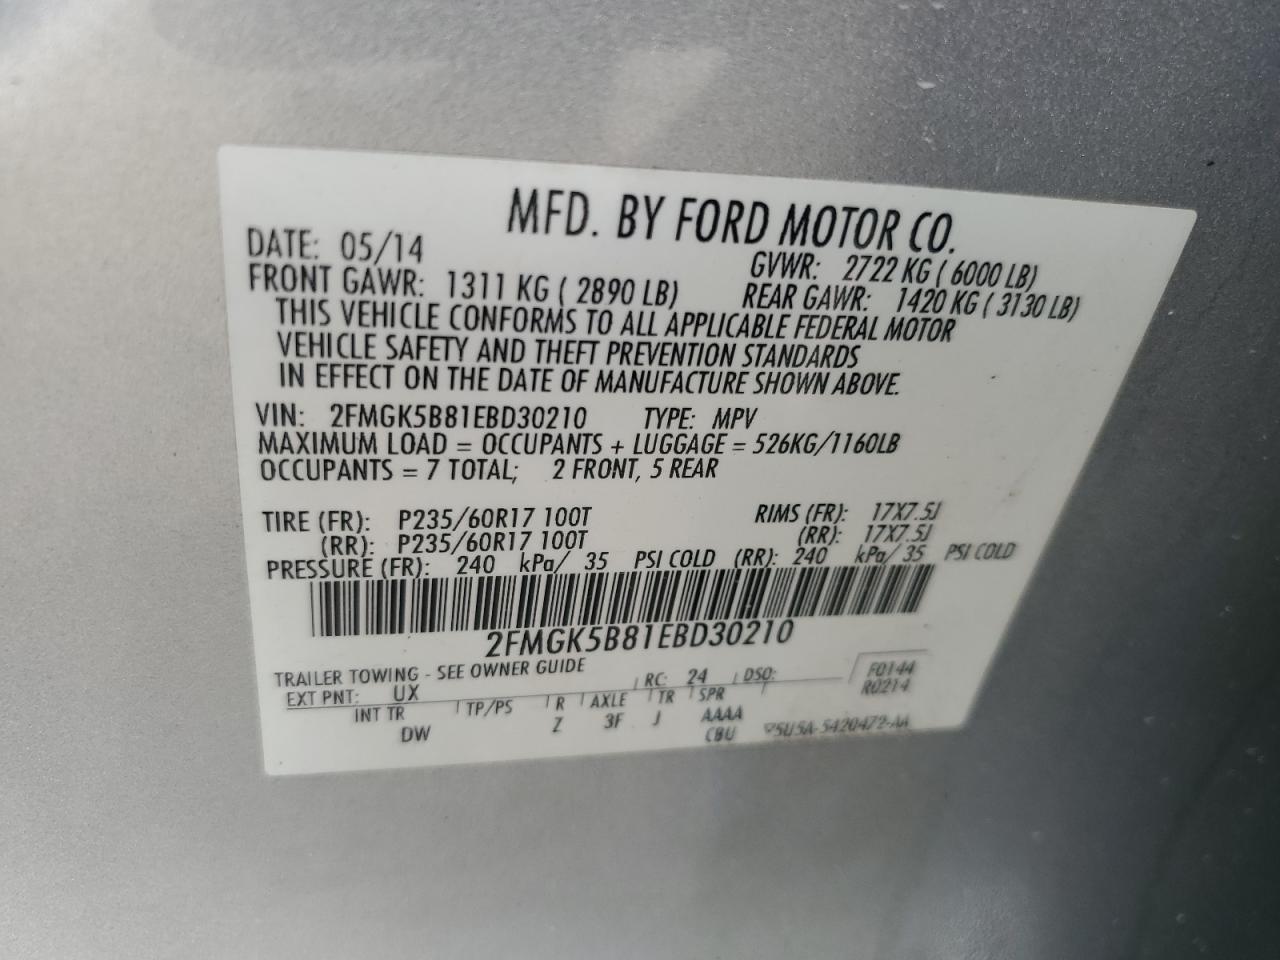 MFD. BY FORD MOTOR CO.
DATE: 05/14
GVWR: 2722 KG ( 6000 LB)
FRONT GAWR: 1311 KG ( 2890 LB)
REAR GAWR: 1420 KG ( 3130 LB)
THIS VEHICLE CONFORMS TO ALL APPLICABLE FEDERAL MOTOR
VEHICLE SAFETY AND THEFT PREVENTION STANDARDS
IN EFFECT ON THE DATE OF MANUFACTURE SHOWN ABOVE.
VIN: 2FMGK5B81EBD30210 TYPE: MPV
MAXIMUM LOAD = OCCUPANTS + LUGGAGE = 526KG/1160LB
OCCUPANTS = 7 TOTAL; 2 FRONT, 5 REAR
TIRE (FR): P235/60R17 100T RIMS (FR): 17X7.5J
(RR): P235/60R17 100T (RR): 17X7.5J
PRESSURE (FR): 240 kPa/ 35 PSI COLD (RR): 240 kPa/ 35 PSI COLD
2FMGK5B81EBD30210
TRAILER TOWING - SEE OWNER GUIDE
EXT PNT: UX RC: 24 DSO: F0144
R0214
INT TR TP/PS R AXLE TR SPR
DW Z 3F J AAAA
CBU 5U5A-5420472-AA